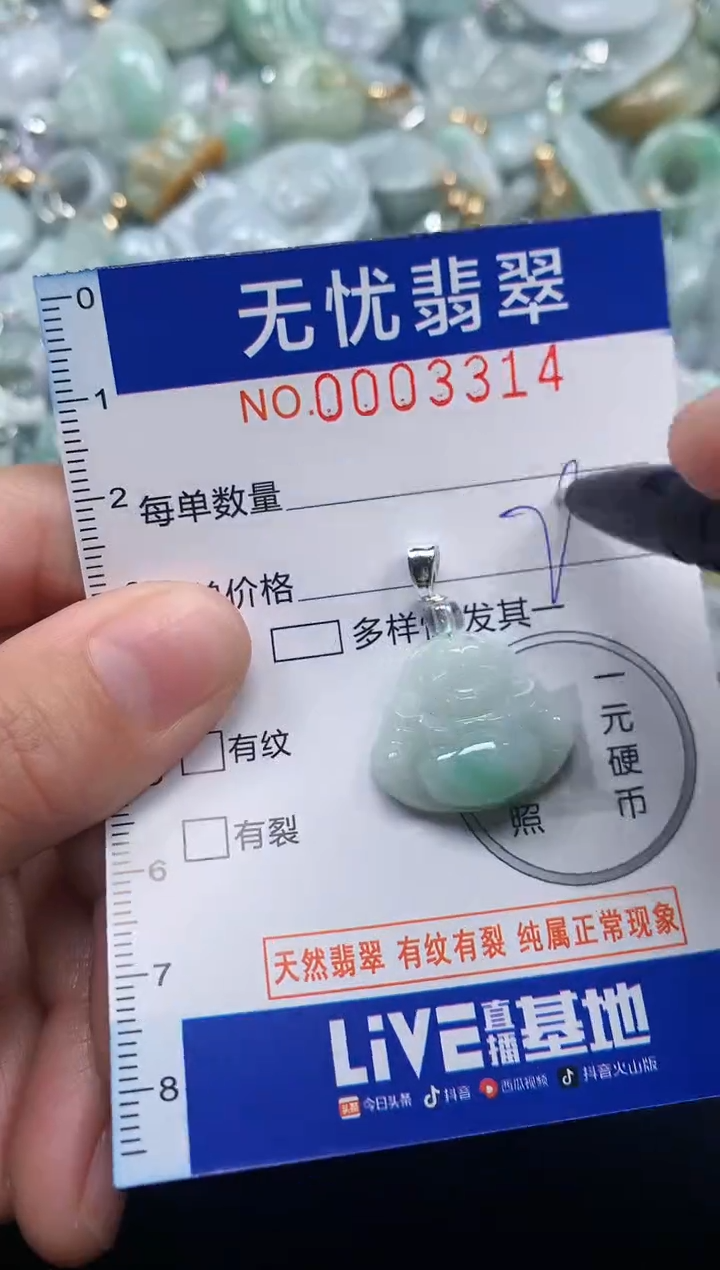 无忧翡翠
NO.0003314
0
1
2
每单数量
价格
多样 发其一
有纹
有裂
一元硬币
照
6
7
8
天然翡翠 有纹有裂 纯属正常现象
LiVE直播基地
头条 今日头条 抖音 西瓜视频 抖音火山版